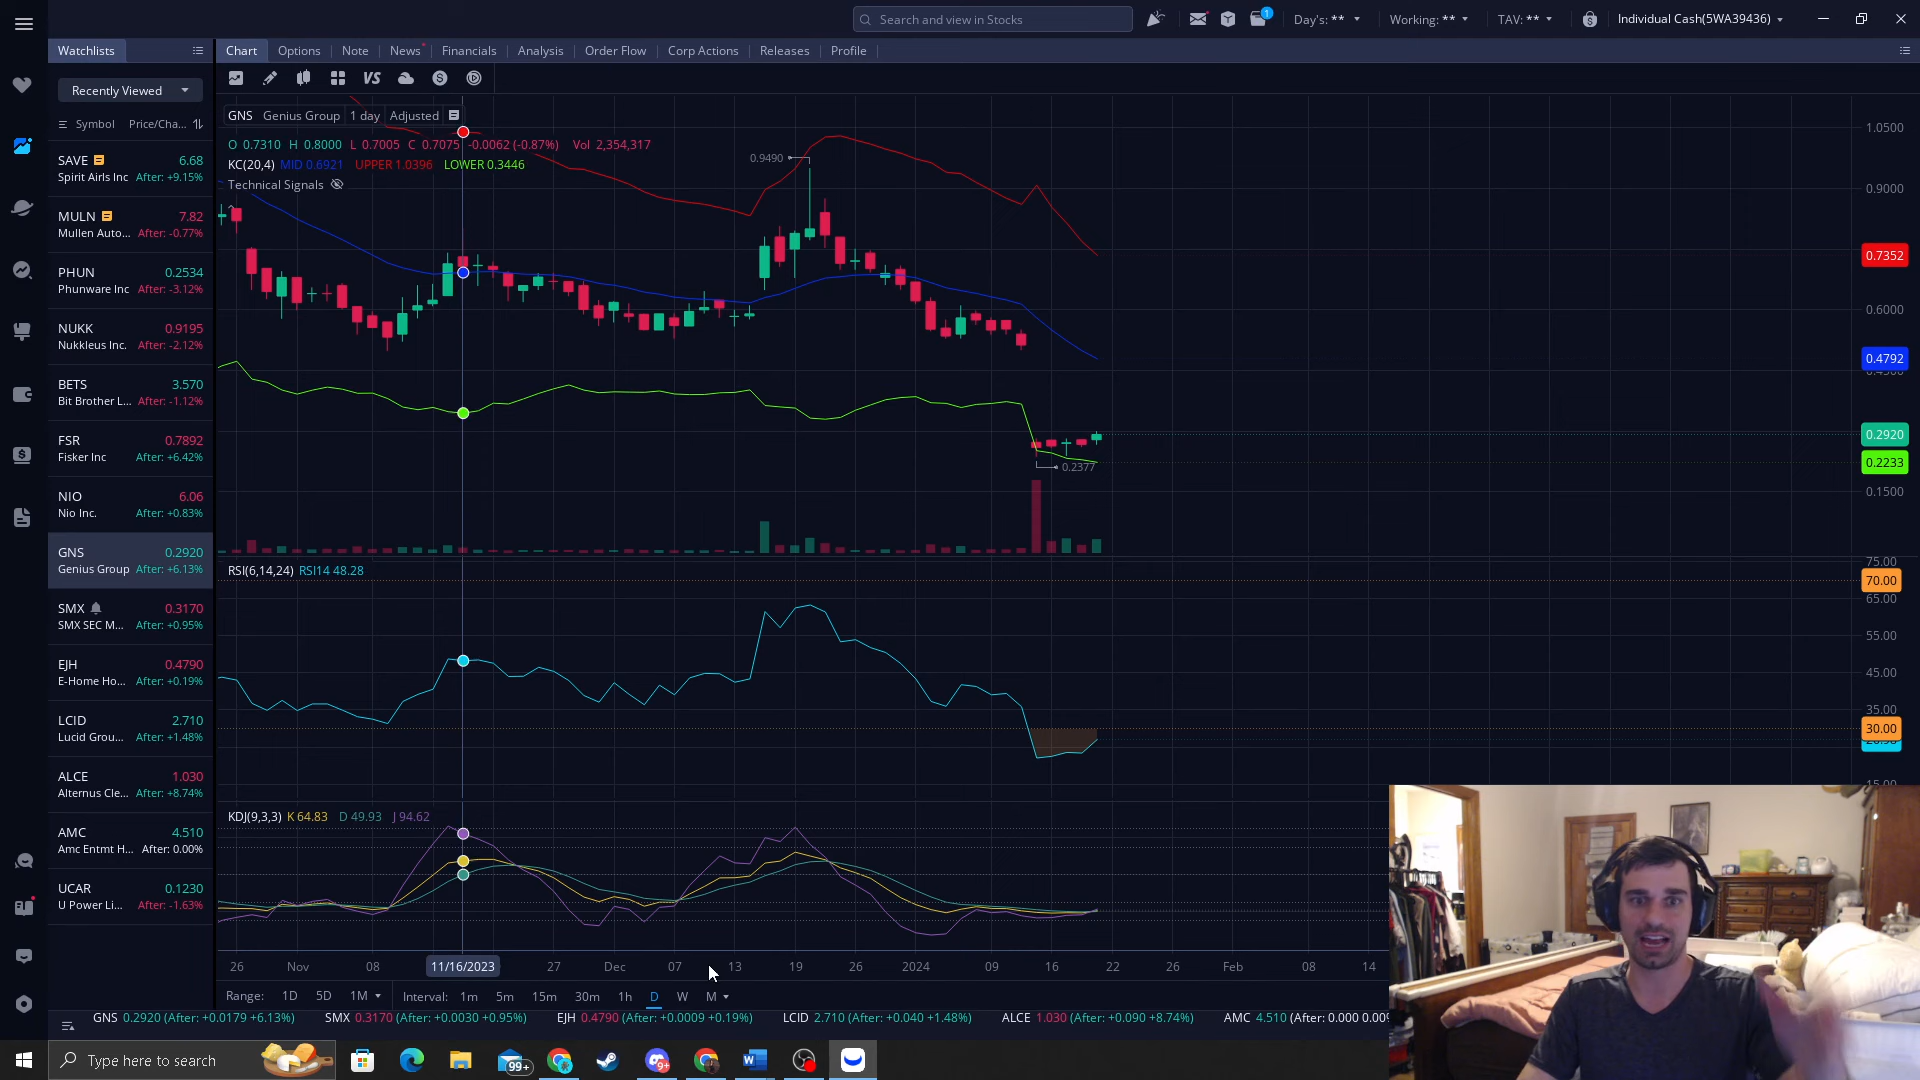 Search and view in Stocks
1
Day's: **
Working: **
TAV: **
Individual Cash(5WA39436)
Watchlists
Chart Options Note News Financials Analysis Order Flow Corp Actions Releases Profile
Recently Viewed
VS
Symbol Price/Cha...
SAVE 6.68
Spirit Airls Inc After: +9.15%
MULN 7.82
Mullen Auto... After: -0.77%
PHUN 0.2534
Phunware Inc After: -3.12%
NUKK 0.9195
Nukkleus Inc. After: -2.12%
BETS 3.570
Bit Brother L... After: -1.12%
FSR 0.7892
Fisker Inc After: +6.42%
NIO 6.06
Nio Inc. After: +0.83%
GNS 0.2920
Genius Group After: +6.13%
SMX 0.3170
SMX SEC M... After: +0.95%
EJH 0.4790
E-Home Ho... After: +0.19%
LCID 2.710
Lucid Grou... After: +1.48%
ALCE 1.030
Alternus Cle... After: +8.74%
AMC 4.510
Amc Entmt H... After: 0.00%
UCAR 0.1230
U Power Li... After: -1.63%
GNS Genius Group 1 day Adjusted
O 0.7310 H 0.8000 L 0.7005 C 0.7075 -0.0062 (-0.87%) Vol 2,354,317
KC(20,4) MID 0.6921 UPPER 1.0396 LOWER 0.3446
Technical Signals
0.9490
0.2377
1.0500
0.9000
0.7352
0.6000
0.4792
0.2920
0.2233
0.1500
RSI(6,14,24) RSI14 48.28
75.00
70.00
65.00
55.00
45.00
35.00
30.00
15.00
KDJ(9,3,3) K 64.83 D 49.93 J 94.62
26 Nov 08 11/16/2023 27 Dec 07 13 19 26 2024 09 16 22 26 Feb 08 14
Range: 1D 5D 1M Interval: 1m 5m 15m 30m 1h D W M
GNS 0.2920 (After: +0.0179 +6.13%) SMX 0.3170 (After: +0.0030 +0.95%) EJH 0.4790 (After: +0.0009 +0.19%) LCID 2.710 (After: +0.040 +1.48%) ALCE 1.030 (After: +0.090 +8.74%) AMC 4.510 (After: 0.000 0.00%
Type here to search
99+
9+